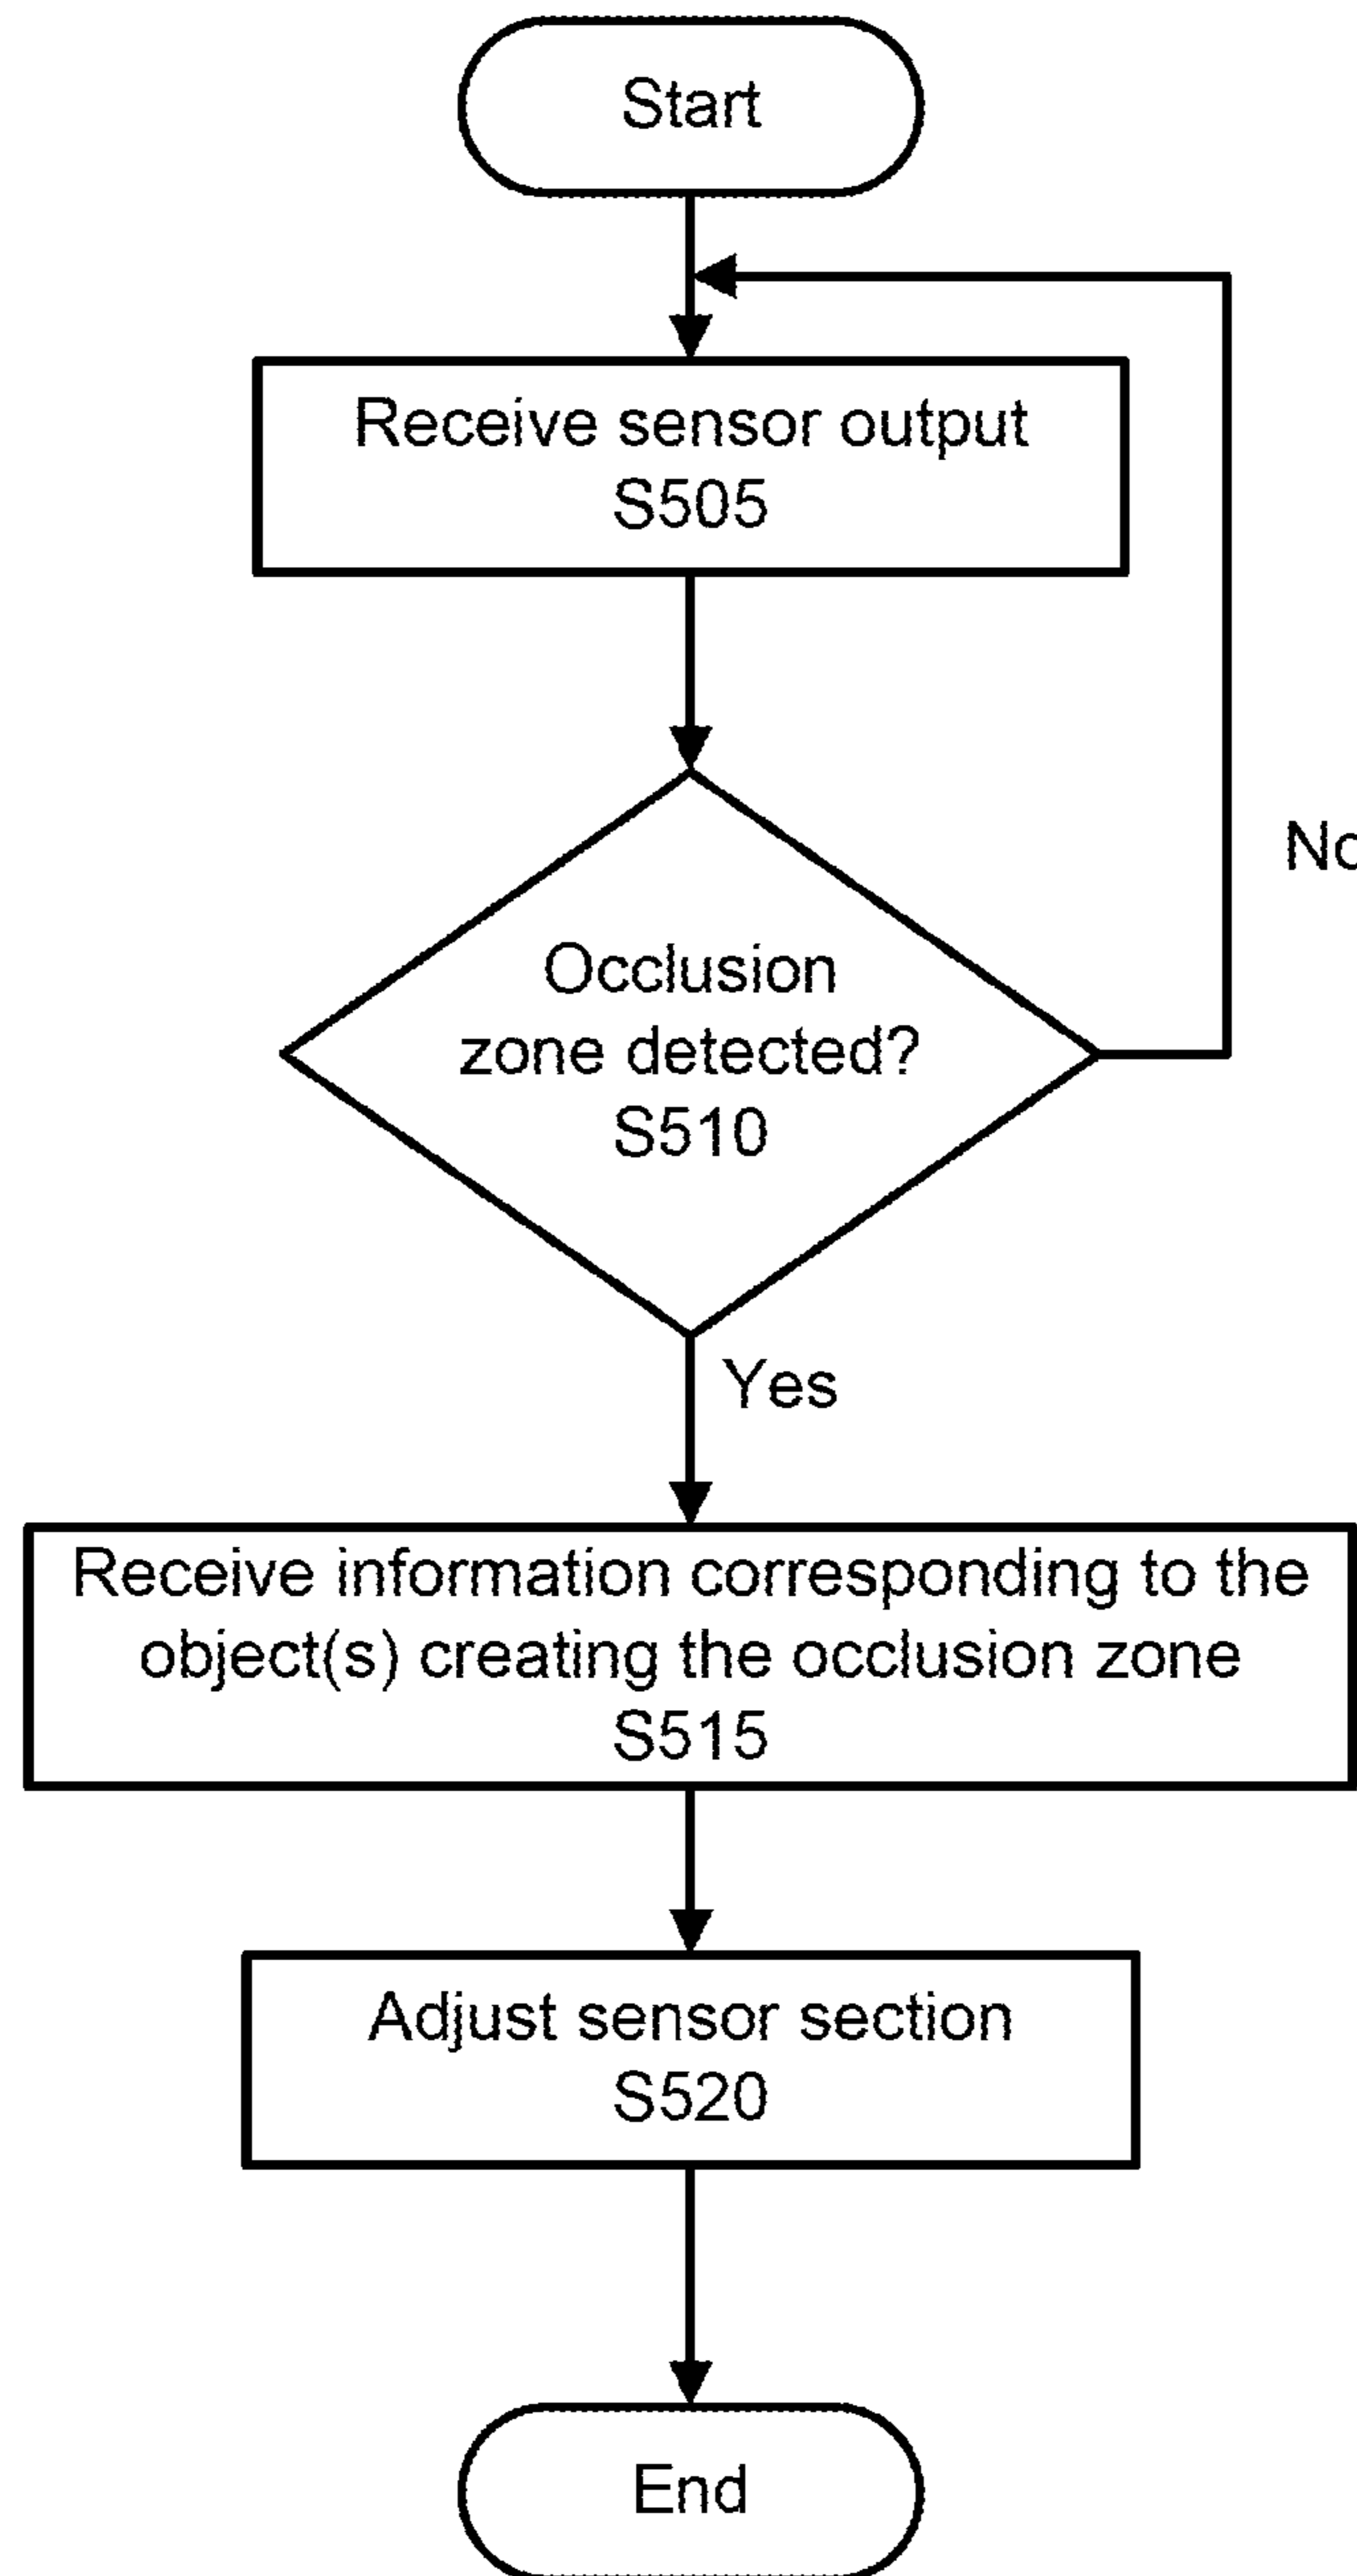 Start
Receive sensor output
S505
No
Occlusion
zone detected?
S510
Yes
Receive information corresponding to the
object(s) creating the occlusion zone
S515
Adjust sensor section
S520
End